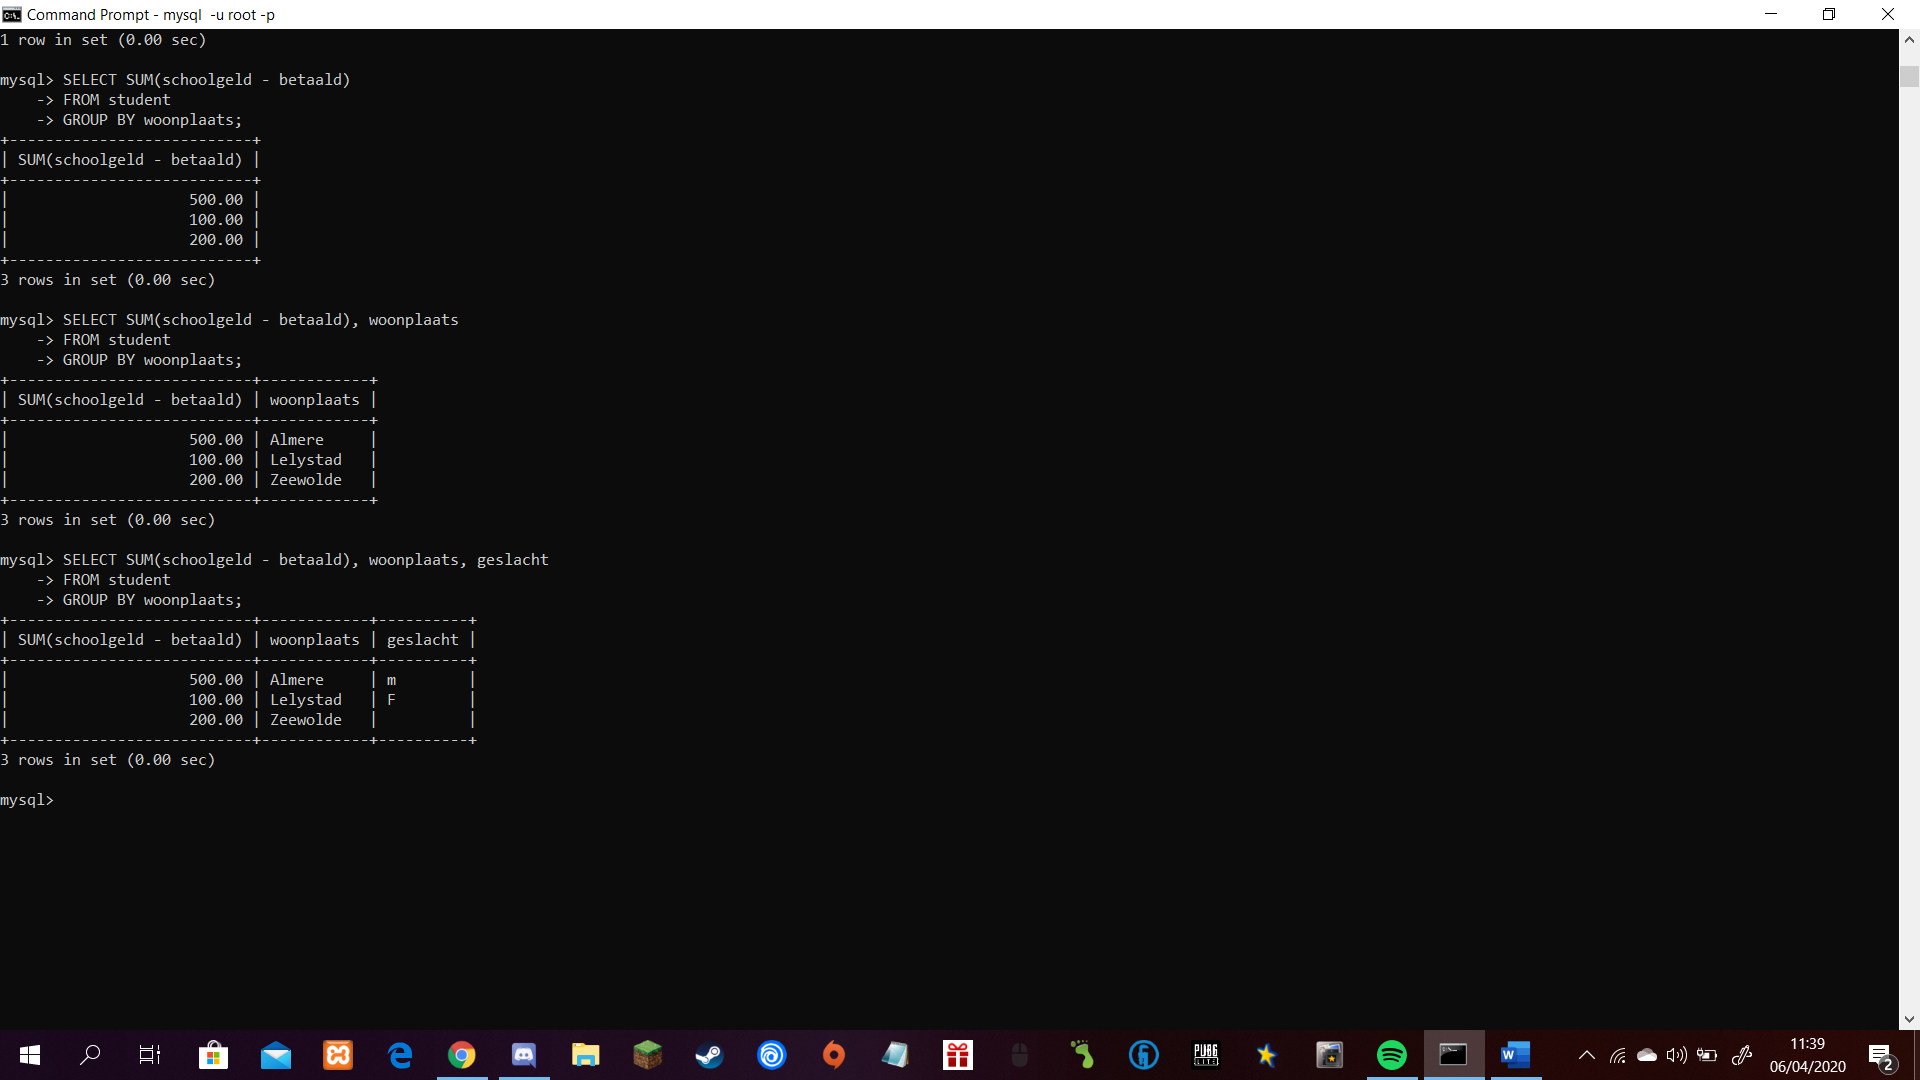 Command Prompt - mysql  -u root -p
1 row in set (0.00 sec)

mysql> SELECT SUM(schoolgeld - betaald)
    -> FROM student
    -> GROUP BY woonplaats;
+---------------------------+
| SUM(schoolgeld - betaald) |
+---------------------------+
|                    500.00 |
|                    100.00 |
|                    200.00 |
+---------------------------+
3 rows in set (0.00 sec)

mysql> SELECT SUM(schoolgeld - betaald), woonplaats
    -> FROM student
    -> GROUP BY woonplaats;
+---------------------------+------------+
| SUM(schoolgeld - betaald) | woonplaats |
+---------------------------+------------+
|                    500.00 | Almere     |
|                    100.00 | Lelystad   |
|                    200.00 | Zeewolde   |
+---------------------------+------------+
3 rows in set (0.00 sec)

mysql> SELECT SUM(schoolgeld - betaald), woonplaats, geslacht
    -> FROM student
    -> GROUP BY woonplaats;
+---------------------------+------------+----------+
| SUM(schoolgeld - betaald) | woonplaats | geslacht |
+---------------------------+------------+----------+
|                    500.00 | Almere     | m        |
|                    100.00 | Lelystad   | F        |
|                    200.00 | Zeewolde   |          |
+---------------------------+------------+----------+
3 rows in set (0.00 sec)

mysql>
PUBG
LITE
W
11:39
06/04/2020
2